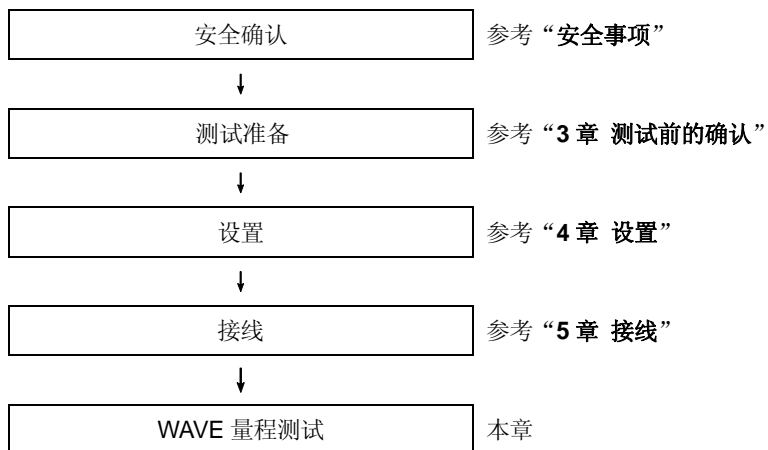 安全确认 参考“安全事项”
↓
测试准备 参考“3 章 测试前的确认”
↓
设置 参考“4 章 设置”
↓
接线 参考“5 章 接线”
↓
WAVE 量程测试 本章